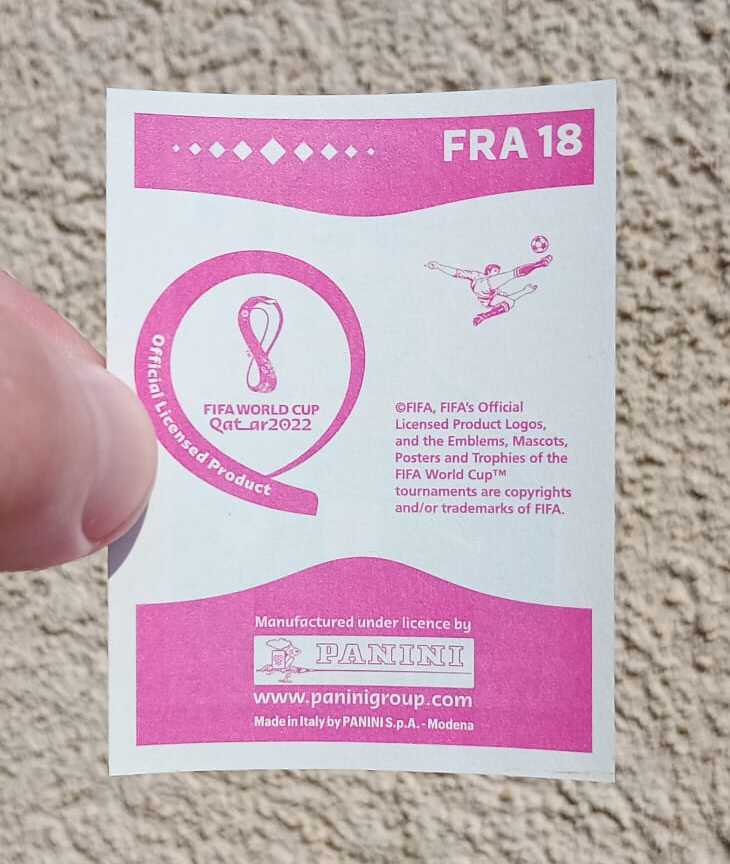 FRA 18
Official Licensed Product
FIFA WORLD CUP
Qatar2022
©FIFA, FIFA's Official
Licensed Product Logos,
and the Emblems, Mascots,
Posters and Trophies of the
FIFA World Cup™
tournaments are copyrights
and/or trademarks of FIFA.
Manufactured under licence by
PANINI
www.paninigroup.com
Made in Italy by PANINI S.p.A. - Modena